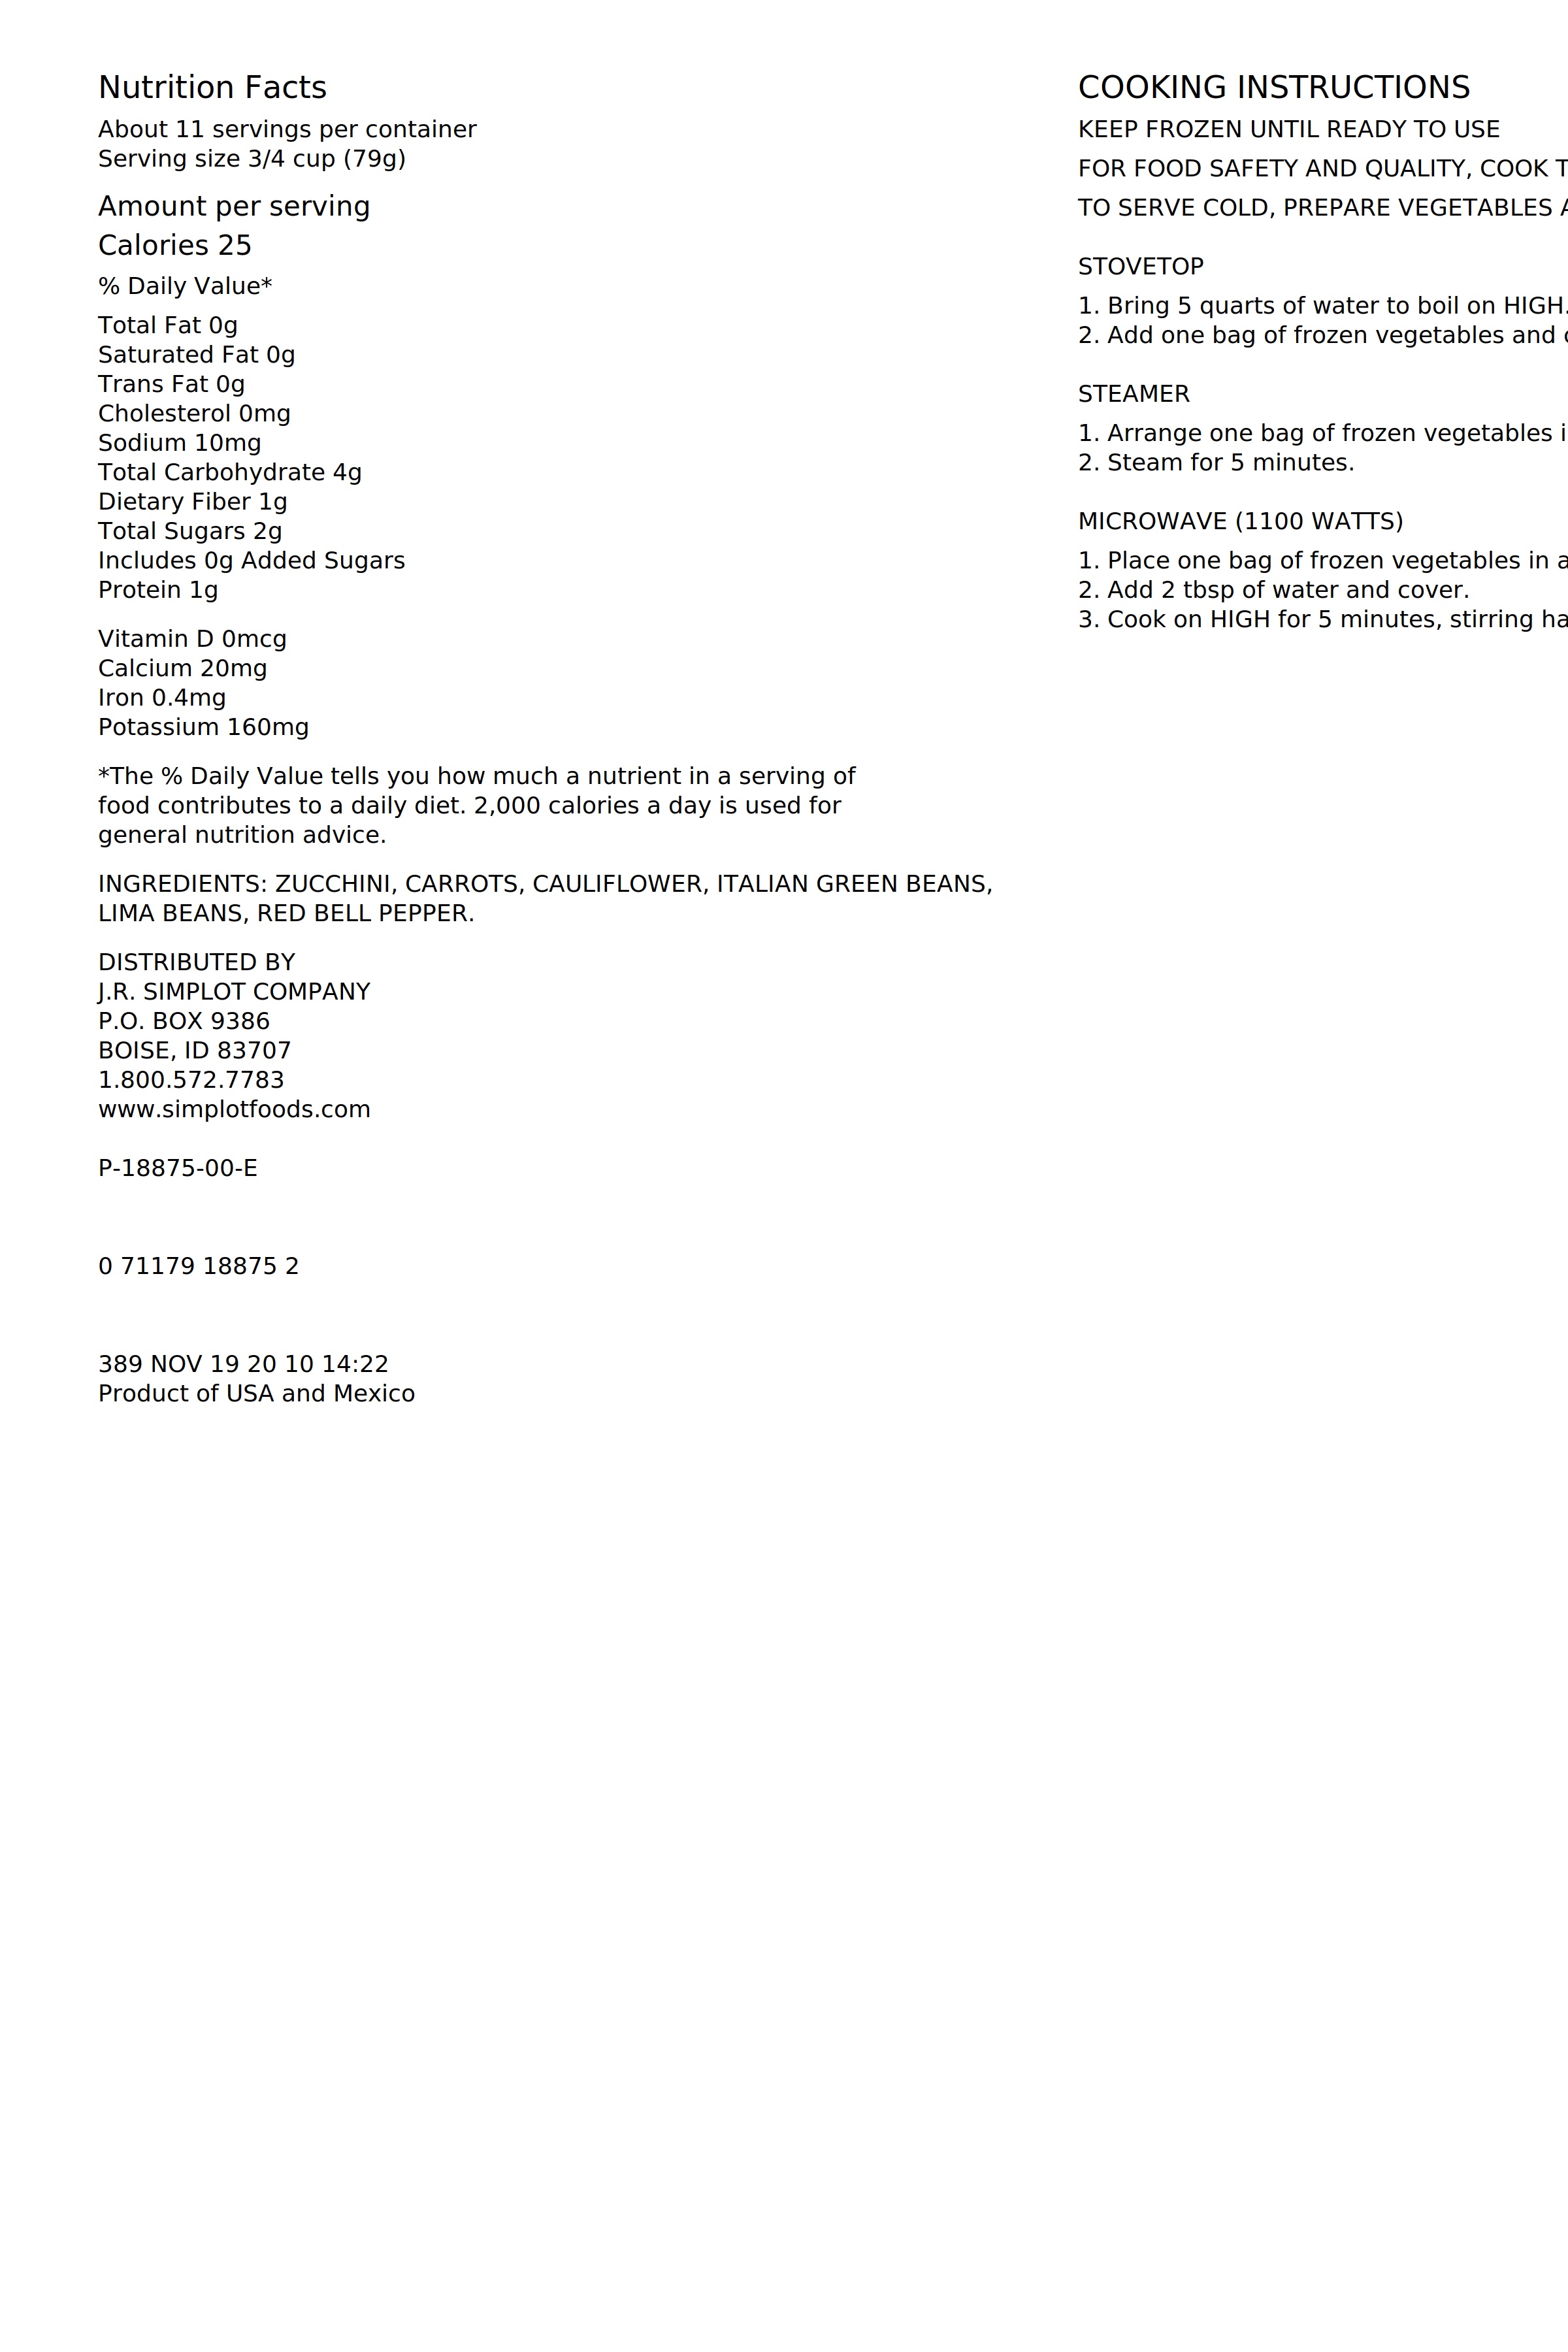 Nutrition Facts
About 11 servings per container
Serving size 3/4 cup (79g)
Amount per serving
Calories 25
% Daily Value*
Total Fat 0g
Saturated Fat 0g
Trans Fat 0g
Cholesterol 0mg
Sodium 10mg
Total Carbohydrate 4g
Dietary Fiber 1g
Total Sugars 2g
Includes 0g Added Sugars
Protein 1g
Vitamin D 0mcg
Calcium 20mg
Iron 0.4mg
Potassium 160mg
*The % Daily Value tells you how much a nutrient in a serving of
food contributes to a daily diet. 2,000 calories a day is used for
general nutrition advice.
INGREDIENTS: ZUCCHINI, CARROTS, CAULIFLOWER, ITALIAN GREEN BEANS,
LIMA BEANS, RED BELL PEPPER.
DISTRIBUTED BY
J.R. SIMPLOT COMPANY
P.O. BOX 9386
BOISE, ID 83707
1.800.572.7783
www.simplotfoods.com
P-18875-00-E
0 71179 18875 2
389 NOV 19 20 10 14:22
Product of USA and Mexico
COOKING INSTRUCTIONS
KEEP FROZEN UNTIL READY TO USE
FOR FOOD SAFETY AND QUALITY, COOK
TO SERVE COLD, PREPARE VEGETABLES
STOVETOP
1. Bring 5 quarts of water to boil on HIGH.
2. Add one bag of frozen vegetables and
STEAMER
1. Arrange one bag of frozen vegetables
2. Steam for 5 minutes.
MICROWAVE (1100 WATTS)
1. Place one bag of frozen vegetables in
2. Add 2 tbsp of water and cover.
3. Cook on HIGH for 5 minutes, stirring